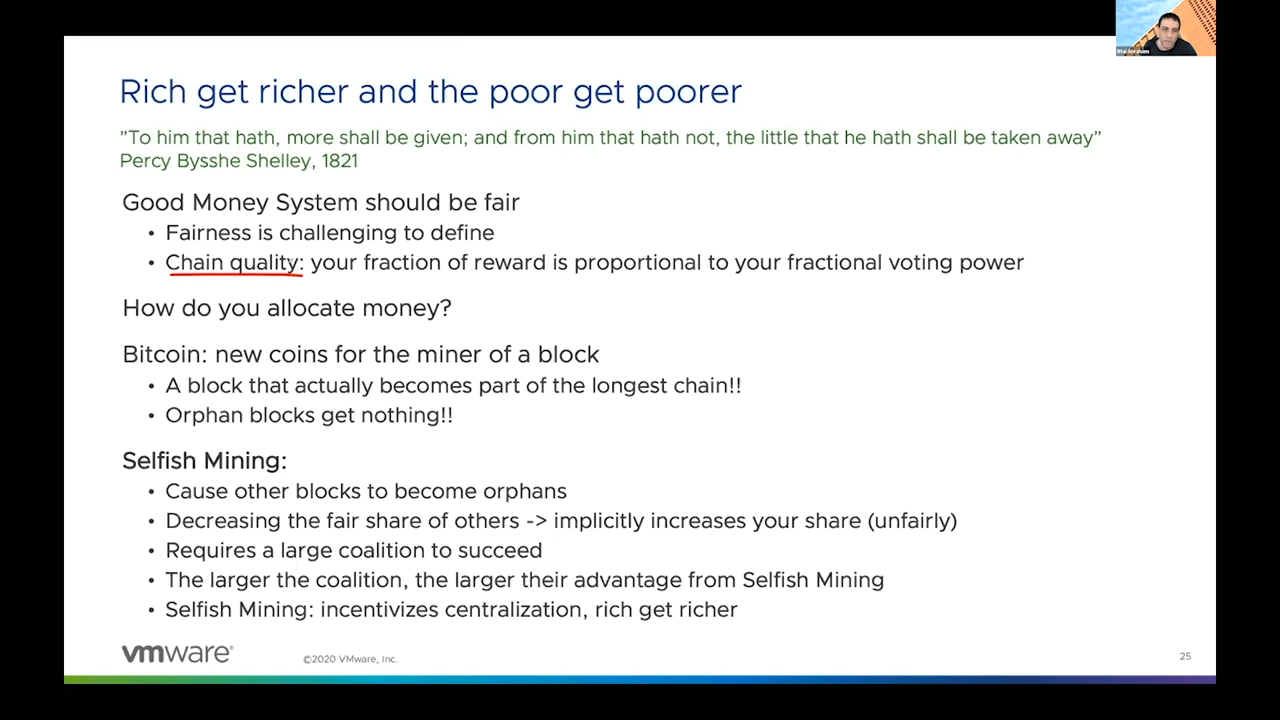 Rich get richer and the poor get poorer
”To him that hath, more shall be given; and from him that hath not, the little that he hath shall be taken away”
Percy Bysshe Shelley, 1821
Good Money System should be fair
• Fairness is challenging to define
• Chain quality: your fraction of reward is proportional to your fractional voting power
How do you allocate money?
Bitcoin: new coins for the miner of a block
• A block that actually becomes part of the longest chain!!
• Orphan blocks get nothing!!
Selfish Mining:
• Cause other blocks to become orphans
• Decreasing the fair share of others -> implicitly increases your share (unfairly)
• Requires a large coalition to succeed
• The larger the coalition, the larger their advantage from Selfish Mining
• Selfish Mining: incentivizes centralization, rich get richer
vmware®
©2020 VMware, Inc.
25
Ittai Abraham